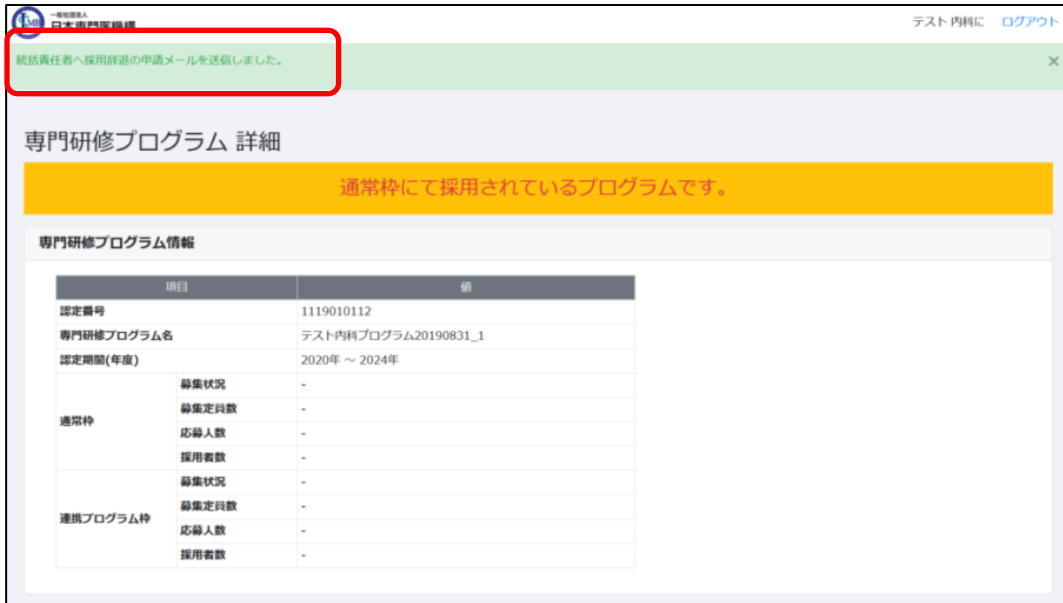 一般社団法人
日本専門医機構
テスト 内科に ログアウト
統括責任者へ採用辞退の申請メールを送信しました。 ×
専門研修プログラム 詳細
通常枠にて採用されているプログラムです。
専門研修プログラム情報
項目 値
認定番号 1119010112
専門研修プログラム名 テスト内科プログラム20190831_1
認定期間(年度) 2020年 ～ 2024年
通常枠
募集状況 -
募集定員数 -
応募人数 -
採用者数 -
連携プログラム枠
募集状況 -
募集定員数 -
応募人数 -
採用者数 -